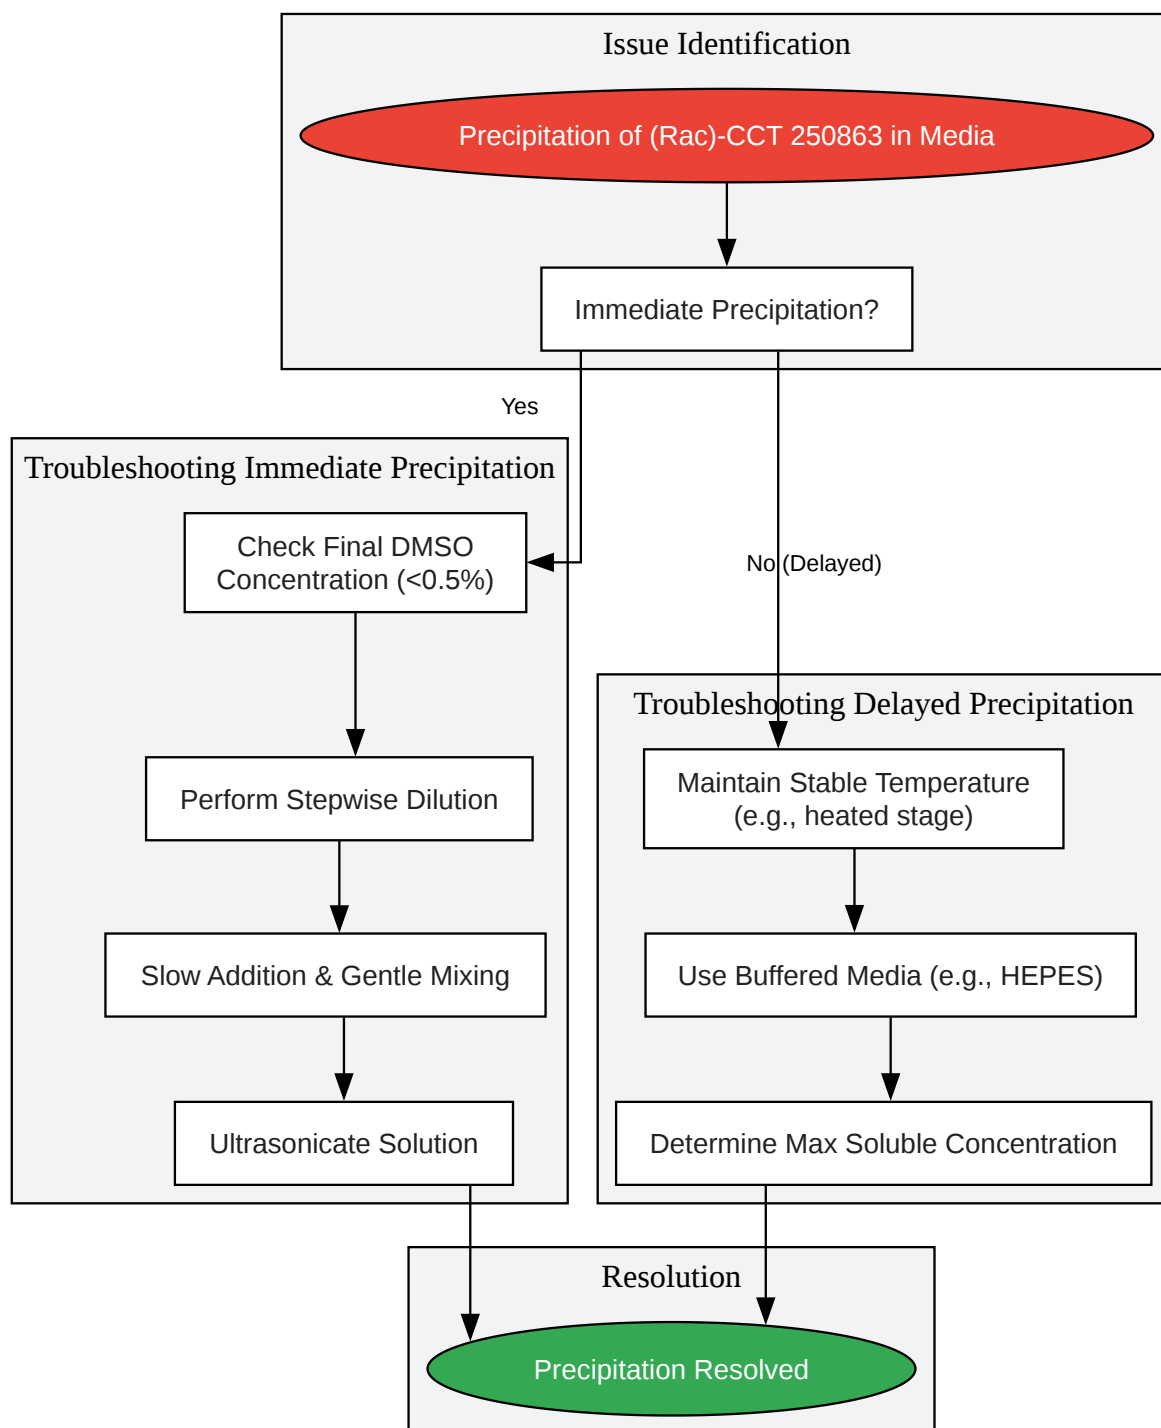 Issue Identification
Precipitation of (Rac)-CCT 250863 in Media
Immediate Precipitation?
Yes
Troubleshooting Immediate Precipitation
Check Final DMSO
Concentration (<0.5%)
Perform Stepwise Dilution
Slow Addition & Gentle Mixing
Ultrasonicate Solution
No (Delayed)
Troubleshooting Delayed Precipitation
Maintain Stable Temperature
(e.g., heated stage)
Use Buffered Media (e.g., HEPES)
Determine Max Soluble Concentration
Resolution
Precipitation Resolved